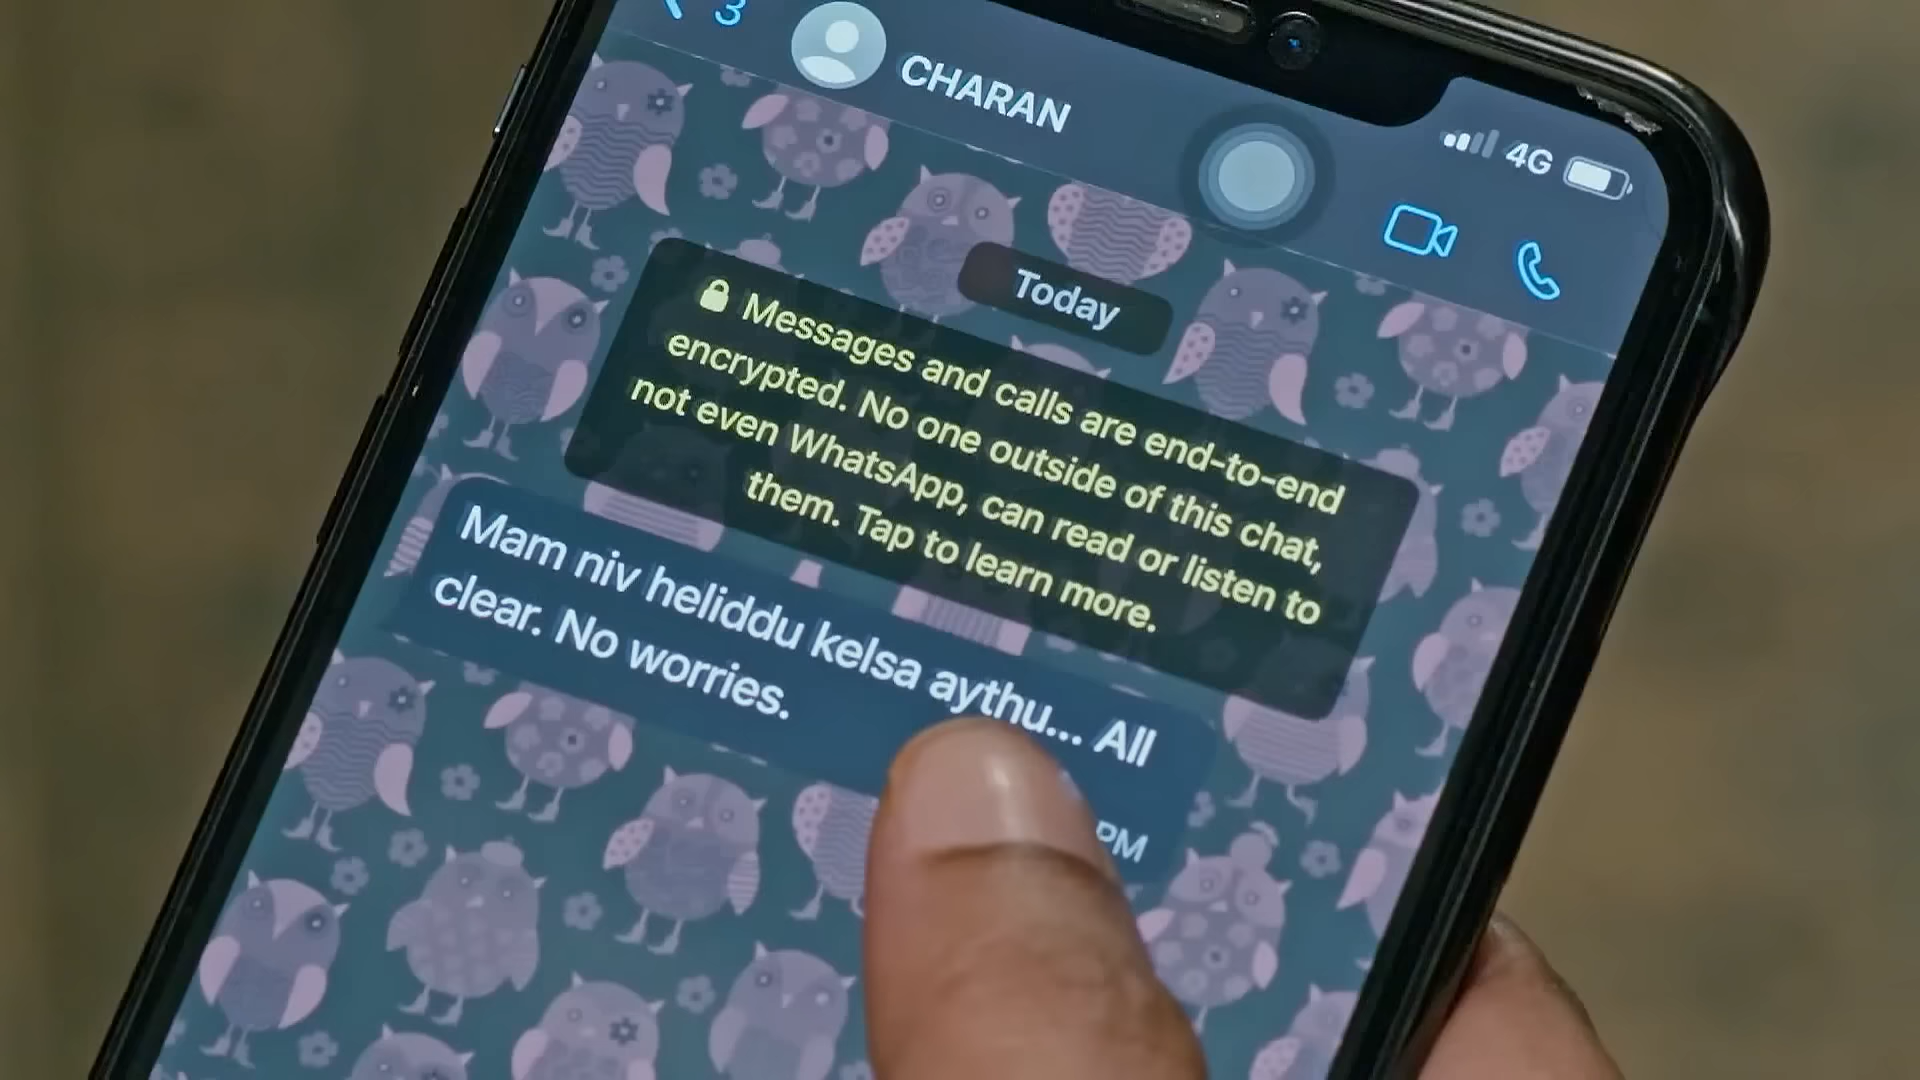 3
CHARAN
4G
Today
Messages and calls are end-to-end
encrypted. No one outside of this chat,
not even WhatsApp, can read or listen to
them. Tap to learn more.
Mam niv heliddu kelsa aythu... All
clear. No worries.
PM